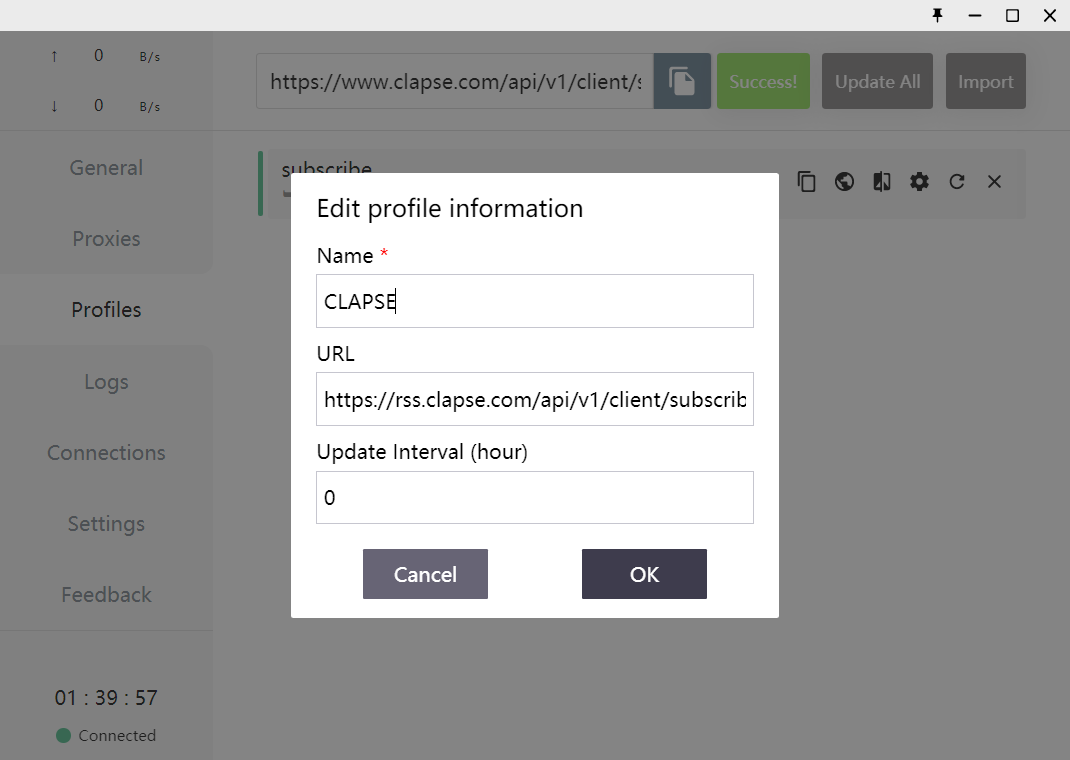 ↑ 0 B/s
↓ 0 B/s
General
Proxies
Profiles
Logs
Connections
Settings
Feedback
01 : 39 : 57
Connected
https://www.clapse.com/api/v1/client/s
Success!
Update All
Import
subscribe
Edit profile information
Name *
CLAPSE
URL
https://rss.clapse.com/api/v1/client/subscrib
Update Interval (hour)
0
Cancel
OK